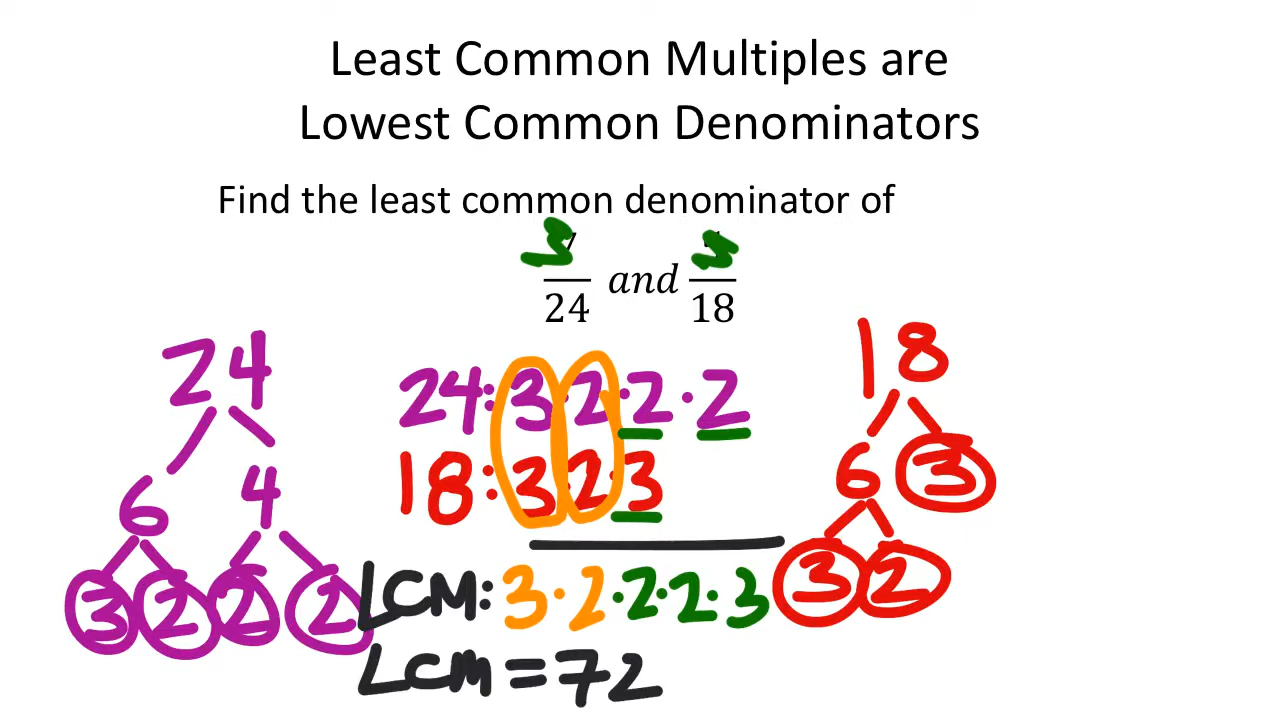 Least Common Multiples are
Lowest Common Denominators
Find the least common denominator of
24 and 18
24
6 4
3 2 2 2
24: 3 · 2 · 2 · 2
18: 3 · 2 · 3
LCM: 3 · 2 · 2 · 2 · 3
LCM = 72
18
6 3
3 2